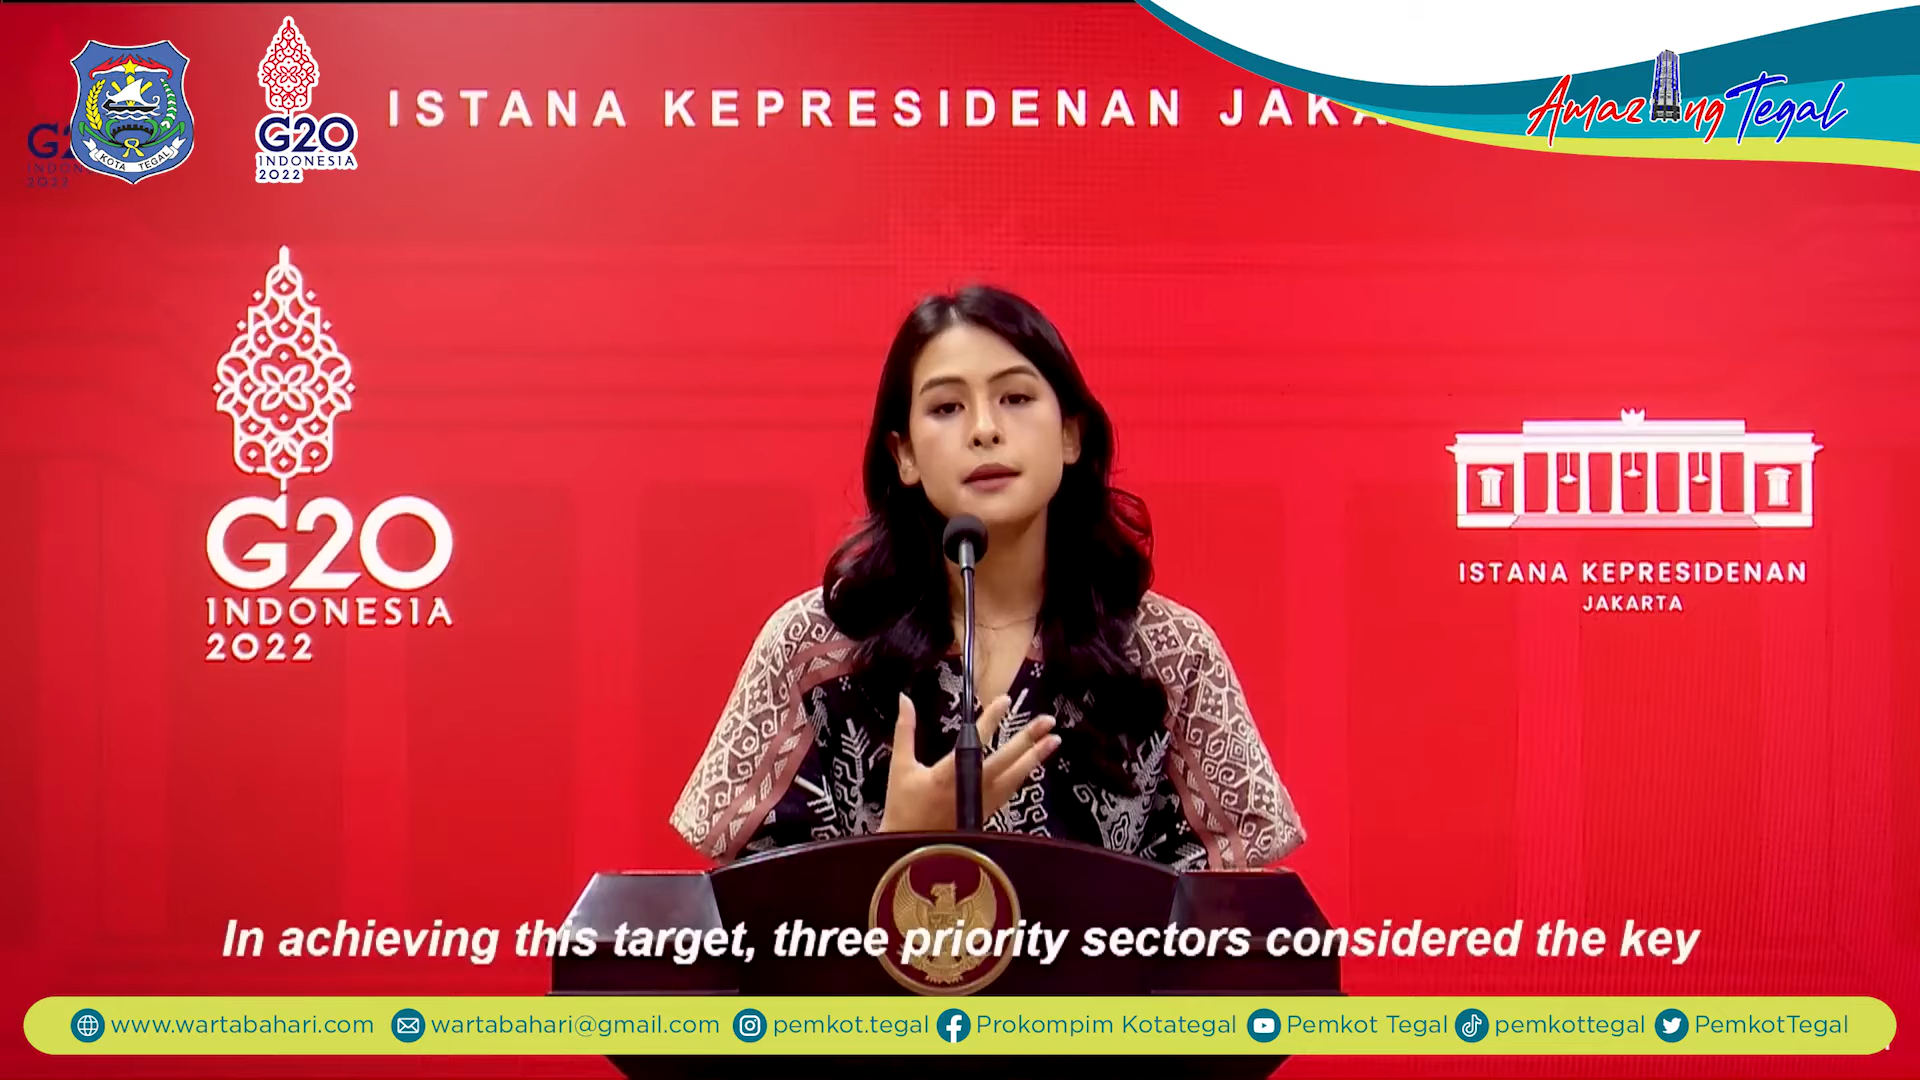 KOTA TEGAL
G20
INDONESIA
2022
ISTANA KEPRESIDENAN JAKA
Amazing Tegal
G20
INDONESIA
2022
ISTANA KEPRESIDENAN
JAKARTA
In achieving this target, three priority sectors considered the key
www.wartabahari.com wartabahari@gmail.com pemkot.tegal Prokompim Kotategal Pemkot Tegal pemkottegal PemkotTegal